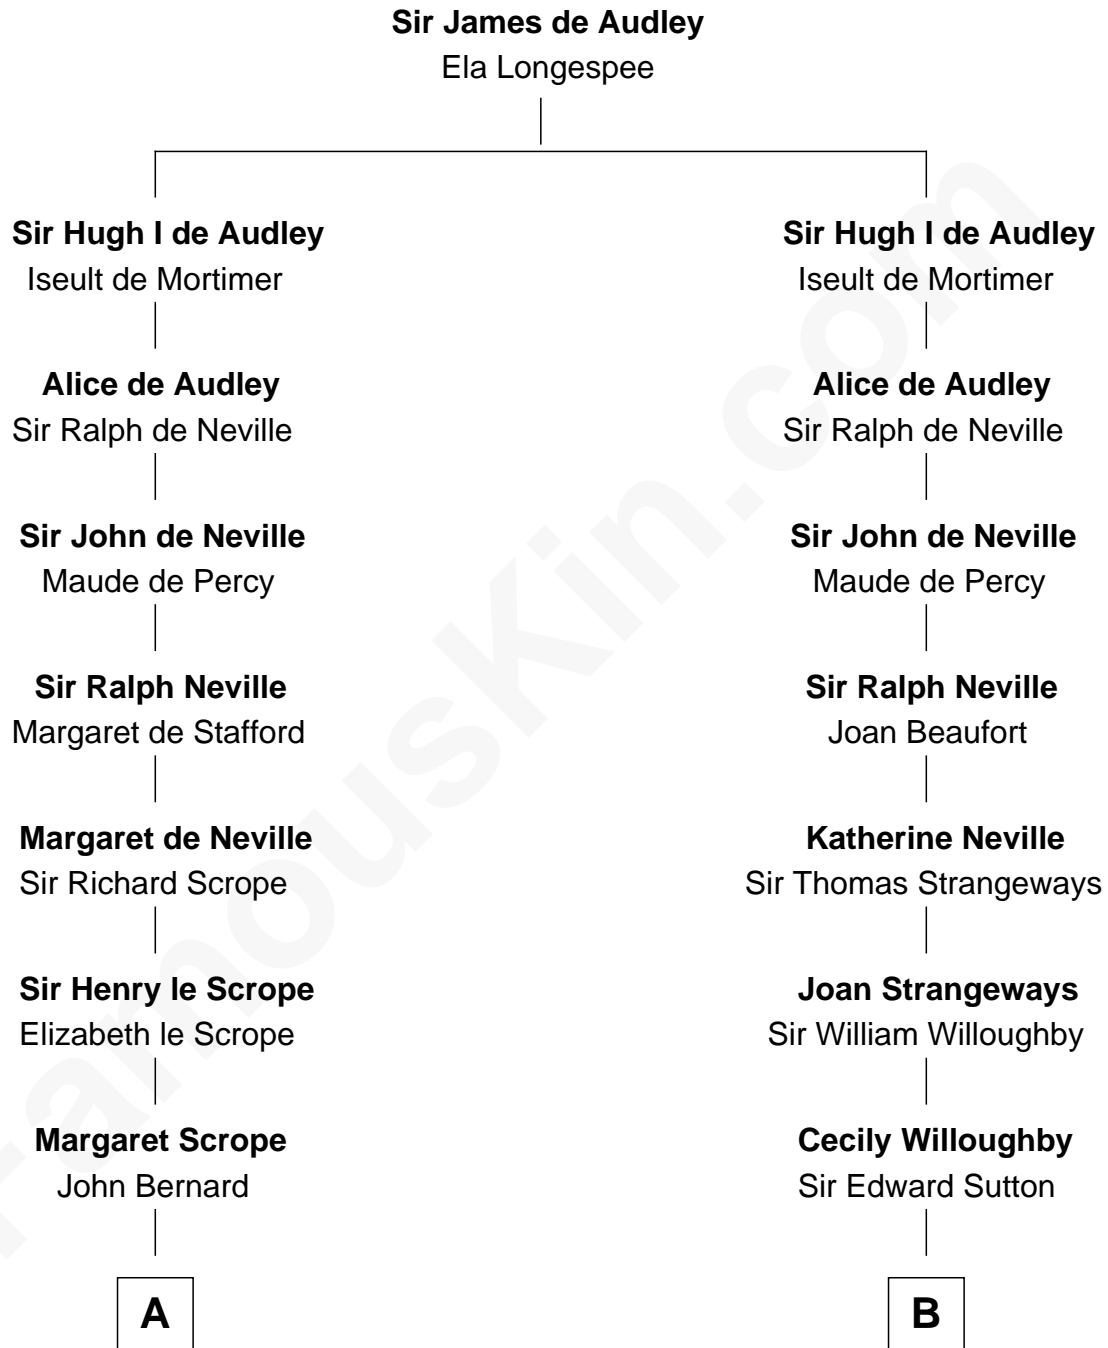 Sir James de Audley
Ela Longespee
Sir Hugh I de Audley
Iseult de Mortimer
Sir Hugh I de Audley
Iseult de Mortimer
Alice de Audley
Sir Ralph de Neville
Alice de Audley
Sir Ralph de Neville
Sir John de Neville
Maude de Percy
Sir John de Neville
Maude de Percy
Sir Ralph Neville
Margaret de Stafford
Sir Ralph Neville
Joan Beaufort
Margaret de Neville
Sir Richard Scrope
Katherine Neville
Sir Thomas Strangeways
Sir Henry le Scrope
Elizabeth le Scrope
Joan Strangeways
Sir William Willoughby
Margaret Scrope
John Bernard
Cecily Willoughby
Sir Edward Sutton
A
B
FamousKin.com